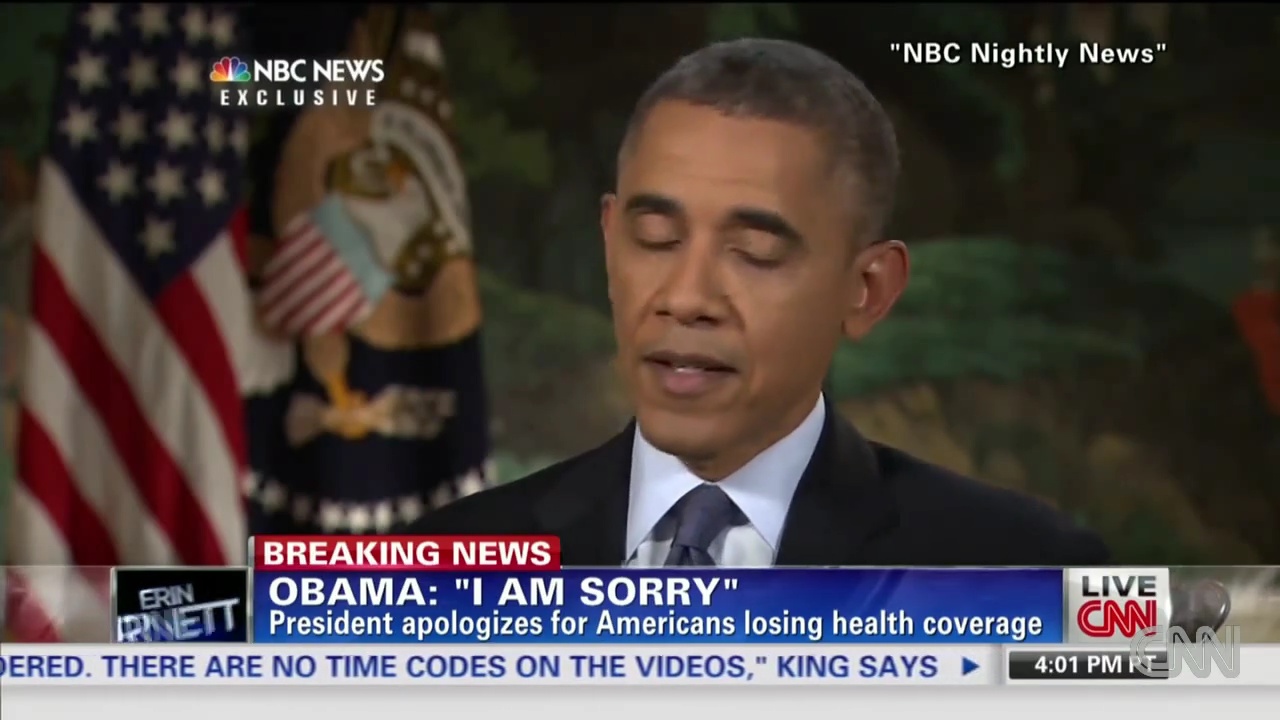 NBC NEWS
EXCLUSIVE
"NBC Nightly News"
BREAKING NEWS
OBAMA: "I AM SORRY"
President apologizes for Americans losing health coverage
ERIN
LIVE
CNN
DERED. THERE ARE NO TIME CODES ON THE VIDEOS," KING SAYS
4:01 PM PT
CNN